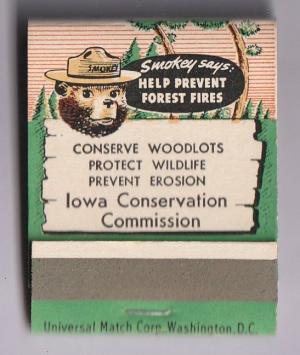 SMOKEY
Smokey says:
HELP PREVENT
FOREST FIRES
CONSERVE WOODLOTS
PROTECT WILDLIFE
PREVENT EROSION
Iowa Conservation
Commission
Universal Match Corp. Washington, D.C.